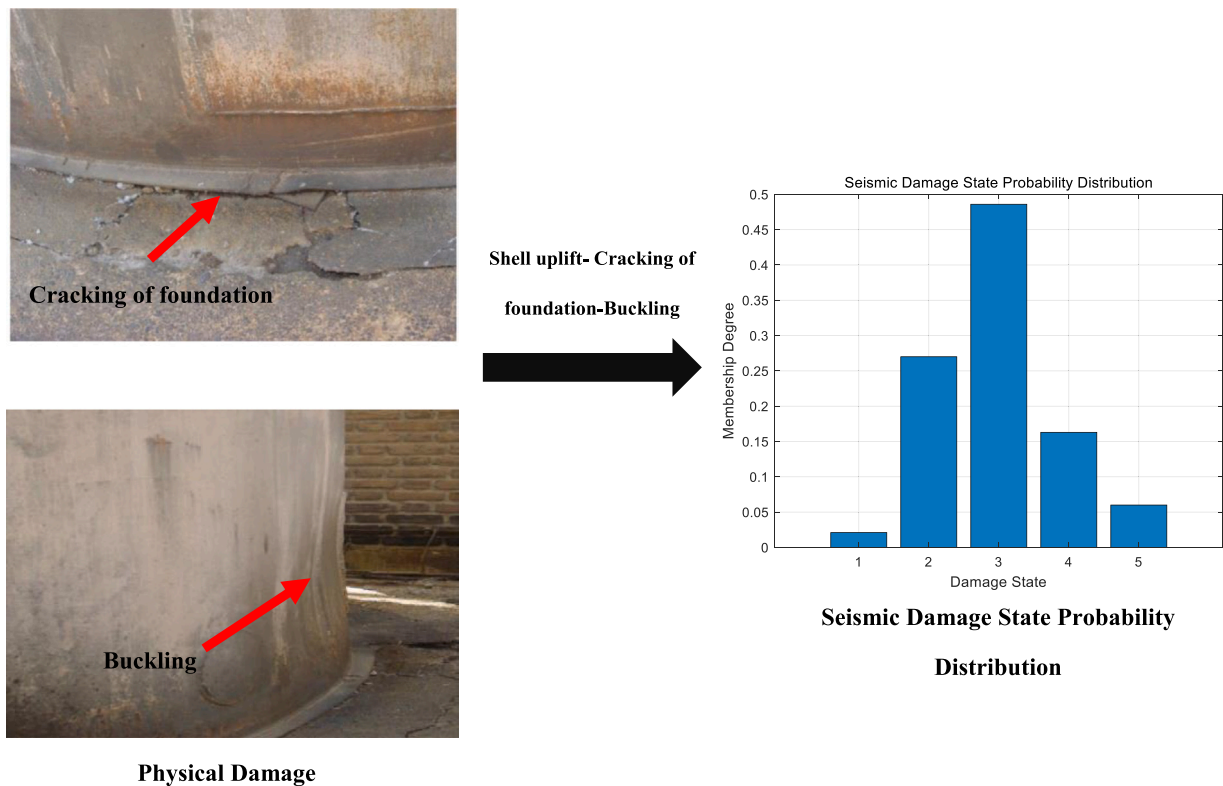 Cracking of foundation
Buckling
Physical Damage
Shell uplift- Cracking of
foundation-Buckling
Seismic Damage State Probability Distribution
0.5
0.45
0.4
0.35
0.3
0.25
0.2
0.15
0.1
0.05
0
Membership Degree
1 2 3 4 5
Damage State
Seismic Damage State Probability
Distribution